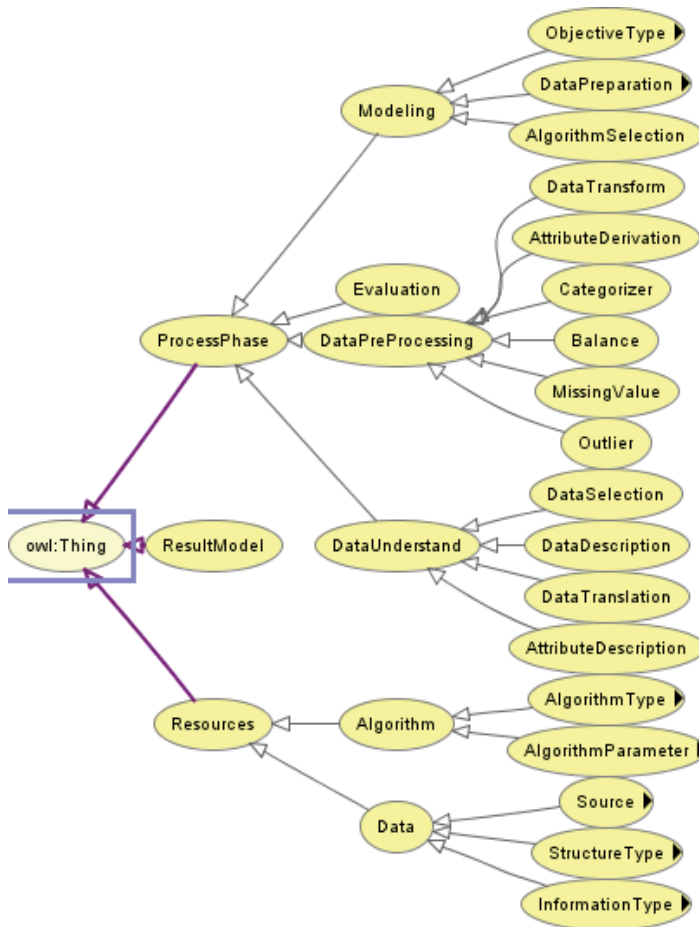 ObjectiveType
DataPreparation
Modeling
AlgorithmSelection
DataTransform
AttributeDerivation
Evaluation
Categorizer
ProcessPhase
DataPreProcessing
Balance
MissingValue
Outlier
DataSelection
owl:Thing
ResultModel
DataUnderstand
DataDescription
DataTranslation
AttributeDescription
AlgorithmType
Resources
Algorithm
AlgorithmParameter
Source
Data
StructureType
InformationType